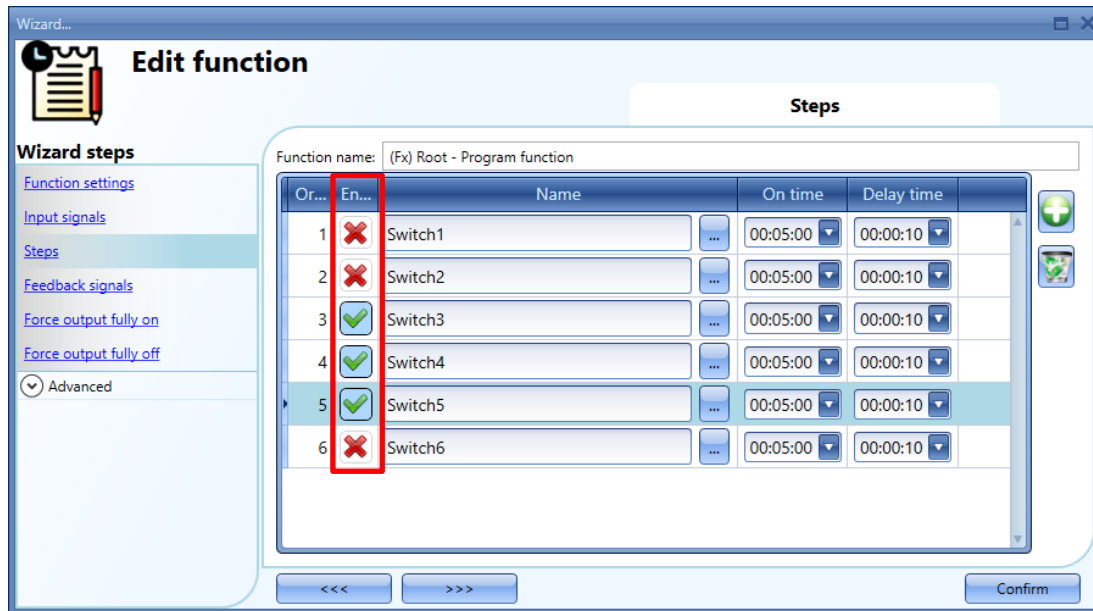 Wizard...
Edit function
Steps
Wizard steps
Function settings
Input signals
Steps
Feedback signals
Force output fully on
Force output fully off
Advanced
Function name: (Fx) Root - Program function
Or... En... Name On time Delay time
1 Switch1 ... 00:05:00 00:00:10
2 Switch2 ... 00:05:00 00:00:10
3 Switch3 ... 00:05:00 00:00:10
4 Switch4 ... 00:05:00 00:00:10
5 Switch5 ... 00:05:00 00:00:10
6 Switch6 ... 00:05:00 00:00:10
<<< >>> Confirm